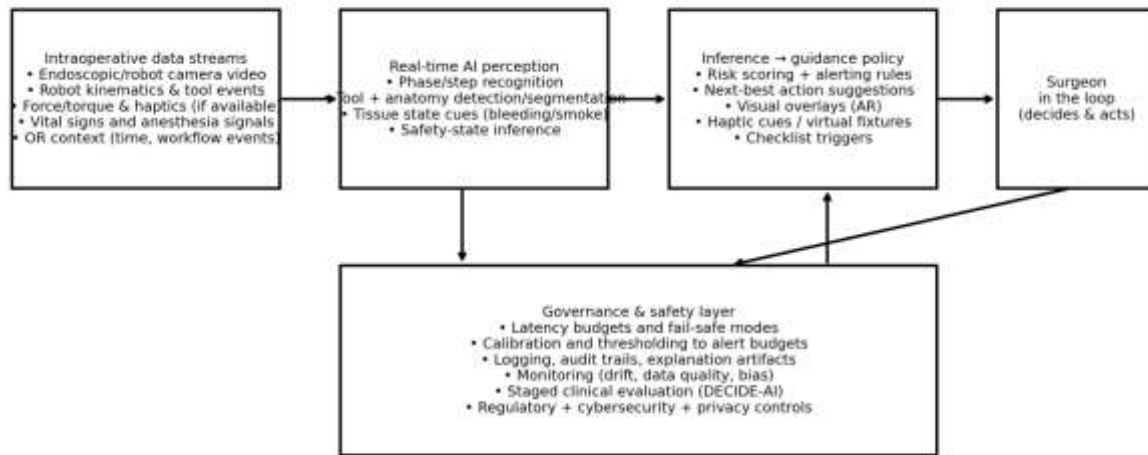 Intraoperative data streams
• Endoscopic/robot camera video
• Robot kinematics & tool events
• Force/torque & haptics (if available
• Vital signs and anesthesia signals
• OR context (time, workflow events)
Real-time AI perception
• Phase/step recognition
Tool + anatomy detection/segmentation
• Tissue state cues (bleeding/smoke)
• Safety-state inference
Inference → guidance policy
• Risk scoring + alerting rules
• Next-best action suggestions
• Visual overlays (AR)
• Haptic cues / virtual fixtures
• Checklist triggers
Surgeon
in the loop
(decides & acts)
Governance & safety layer
• Latency budgets and fail-safe modes
• Calibration and thresholding to alert budgets
• Logging, audit trails, explanation artifacts
• Monitoring (drift, data quality, bias)
• Staged clinical evaluation (DECIDE-AI)
• Regulatory + cybersecurity + privacy controls